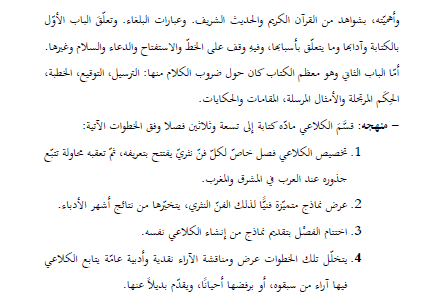 وأهمّيته، بشواهد من القرآن الكريم والحديث الشريف. وعبارات البلغاء. وتعلّق الباب الأوّل
بالكتابة وآدابها وما يتعلّق بأسبابها، وفيه وقف على الخطّ والاستفتاح والدعاء والسلام وغيرها.
أمّا الباب الثاني وهو معظم الكتاب كان حول ضروب الكلام منها: الترسيل، التوقيع، الخطبة،
الحِكَم المرتجلة والأمثال المرسلة، المقامات والحكايات.
– منهجه: قسَّمَ الكلاعي مادّه كتابة إلى تسعة وثلاثين فصلا وفق الخطوات الآتية:
1. تخصيص الكلاعي فصل خاصّ لكلّ فنّ نثريّ يفتتح بتعريفه، ثمّ تعقبه محاولة تتبّع
جذوره عند العرب في المشرق والمغرب.
2. عرض نماذج متميّزة فنيًّا لذلك الفنّ النثري، يتخيّرها من نتائج أشهر الأدباء.
3. اختتام الفصْل بتقديم نماذج من إنشاء الكلاعي نفسه.
4. يتخلّل تلك الخطوات عرض ومناقشة الآراء نقدية وأدبية عامّة يتابع الكلاعي
فيها آراء من سبقوه، أو يرفضها أحيانًا، ويقدّم بديلاً عنها.